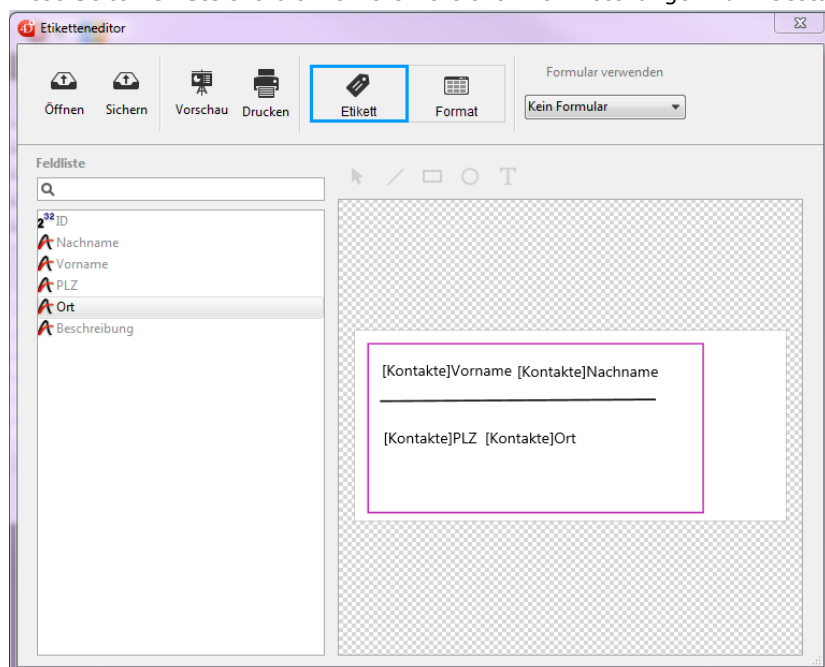 Etiketteneditor
Öffnen Sichern Vorschau Drucken Etikett Format
Formular verwenden
Kein Formular
Feldliste
2³² ID
Nachname
Vorname
PLZ
Ort
Beschreibung
T
[Kontakte]Vorname [Kontakte]Nachname
[Kontakte]PLZ [Kontakte]Ort